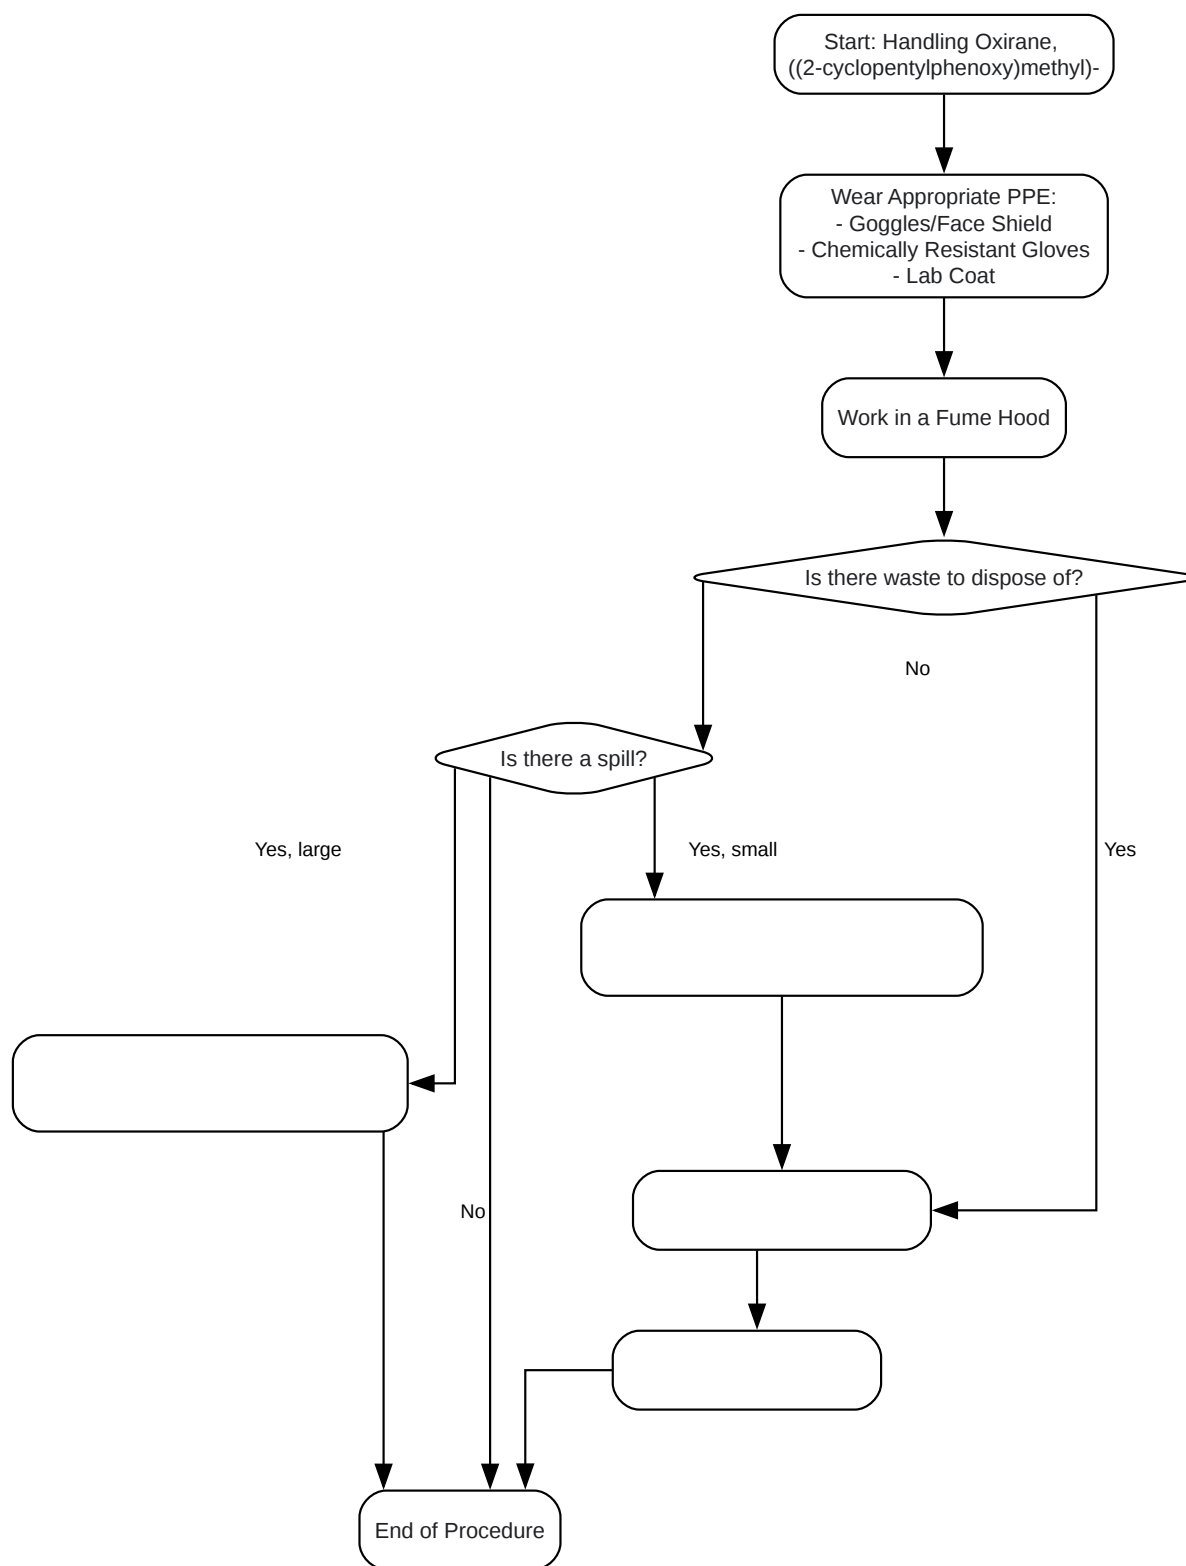 Start: Handling Oxirane,
((2-cyclopentylphenoxy)methyl)-
Wear Appropriate PPE:
- Goggles/Face Shield
- Chemically Resistant Gloves
- Lab Coat
Work in a Fume Hood
Is there waste to dispose of?
No
Is there a spill?
Yes, large
Yes, small
Yes
No
End of Procedure